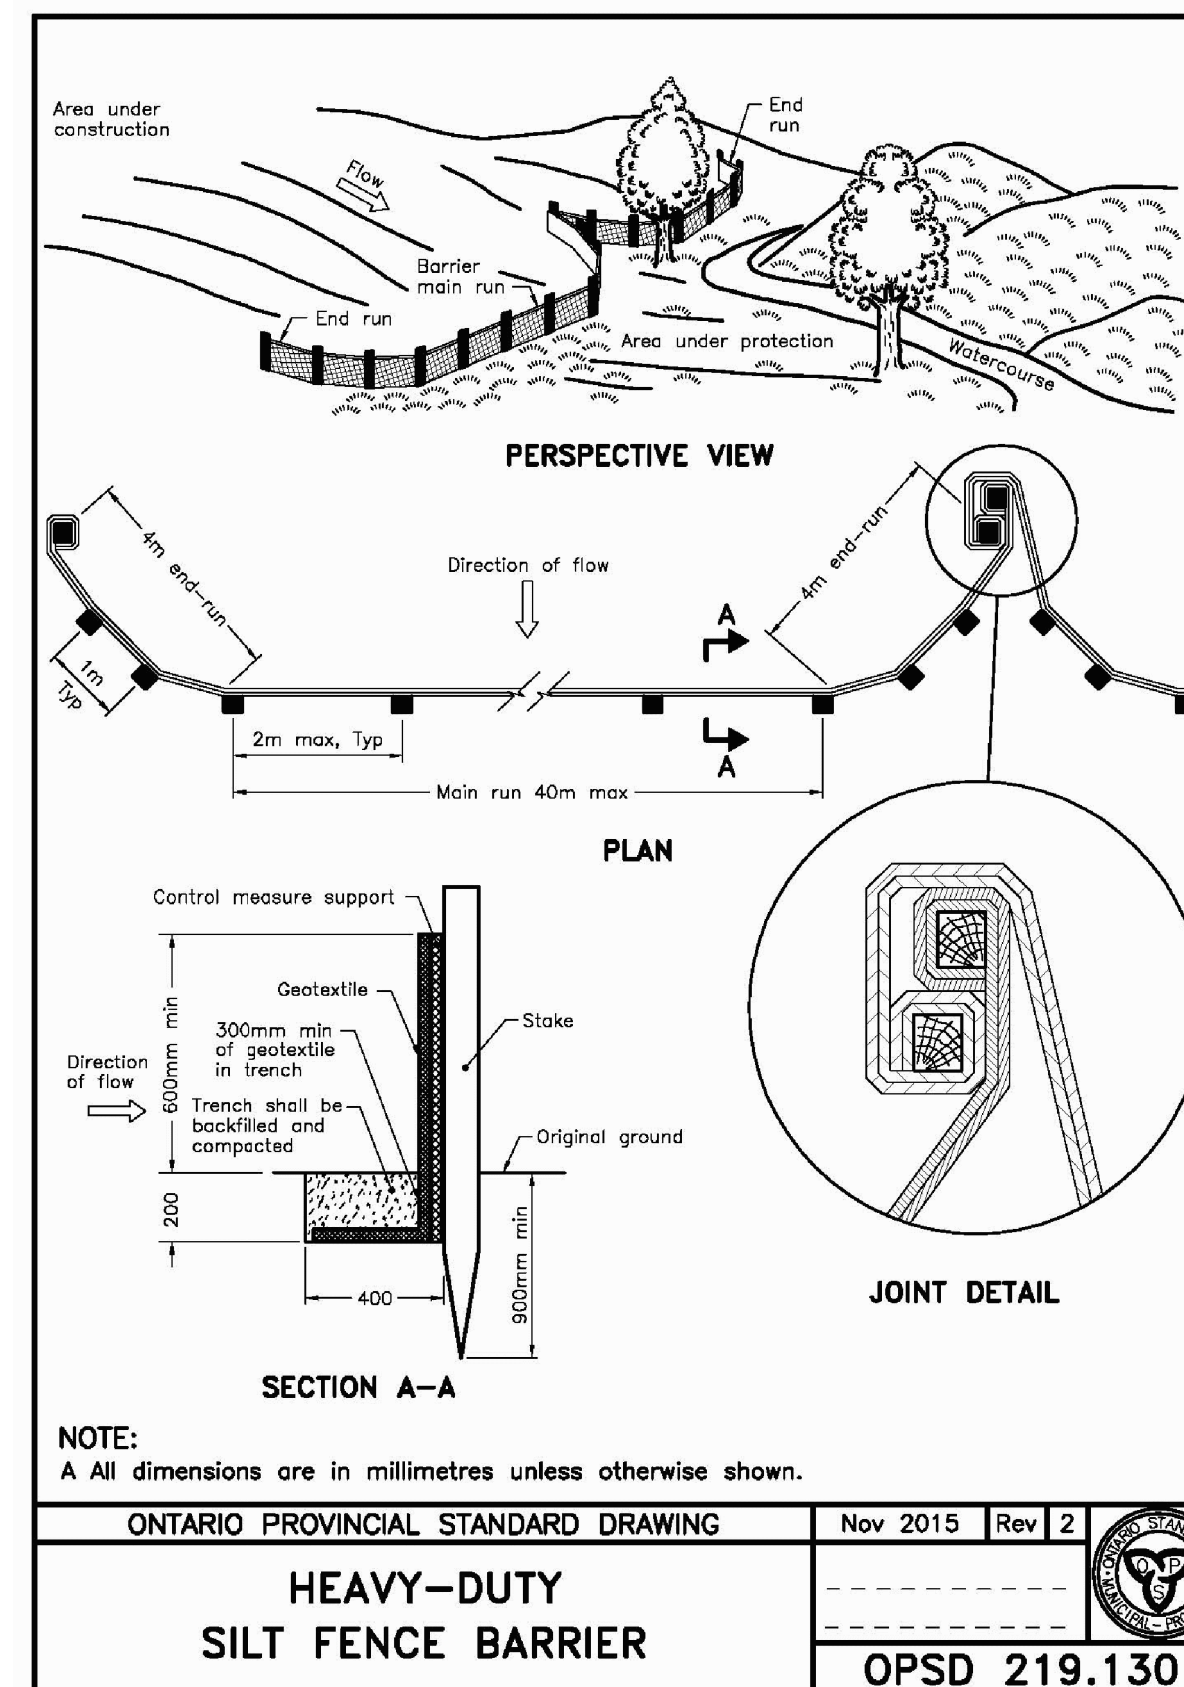 Area under
construction
Flow
End
run
Barrier
main run
End run
Area under protection
Watercourse
PERSPECTIVE VIEW
4m end-run
Direction of flow
4m end-run
A
1m
Typ
2m max, Typ
A
Main run 40m max
PLAN
Control measure support
Geotextile
300mm min
of geotextile
in trench
Stake
Direction
of flow
600mm min
Trench shall be
backfilled and
compacted
Original ground
200
400
900mm min
SECTION A-A
JOINT DETAIL
NOTE:
A All dimensions are in millimetres unless otherwise shown.
ONTARIO PROVINCIAL STANDARD DRAWING
Nov 2015
Rev
2
HEAVY-DUTY
SILT FENCE BARRIER
ONTARIO
O P
S
MUNICIPAL
OPSD 219.130